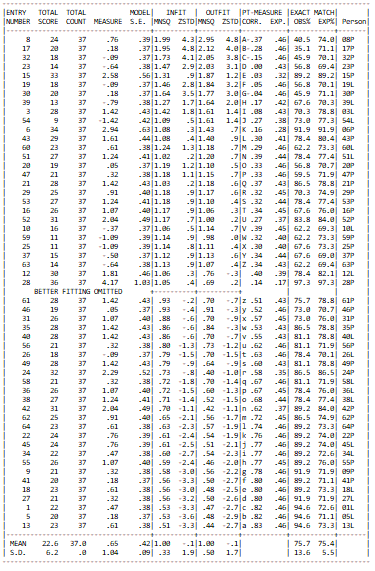 ENTRY TOTAL TOTAL MODEL| INFIT | OUTFIT |PT-MEASURE |EXACT MATCH|
NUMBER SCORE COUNT MEASURE S.E. |MNSQ ZSTD|MNSQ ZSTD|CORR. EXP.| OBS% EXP%| Person
8 24 37 .76 .39|1.99 4.3|2.95 4.8|A-.37 .46| 40.5 74.0| 08P
17 20 37 .18 .37|1.95 4.8|2.12 4.0|B-.28 .46| 35.1 71.1| 17P
32 18 37 -.09 .37|1.73 4.1|2.05 3.8|C-.15 .45| 45.9 70.1| 32P
23 14 37 -.64 .38|1.47 2.9|2.03 3.1|D .00 .43| 56.8 69.4| 23P
15 33 37 2.58 .56|1.31 .9|1.87 1.2|E .03 .32| 89.2 89.2| 15P
19 18 37 -.09 .37|1.46 2.8|1.84 3.2|F .05 .46| 56.8 70.1| 19L
30 20 37 .18 .37|1.64 3.5|1.77 3.0|G-.04 .46| 45.9 71.1| 30P
39 13 37 -.79 .38|1.27 1.7|1.64 2.0|H .17 .42| 67.6 70.3| 39L
3 28 37 1.42 .43|1.42 1.8|1.61 1.4|I .08 .43| 70.3 78.8| 03L
54 9 37 -1.42 .42|1.09 .5|1.61 1.4|J .27 .38| 73.0 77.3| 54L
6 34 37 2.94 .63|1.08 .3|1.43 .7|K .16 .28| 91.9 91.9| 06P
43 29 37 1.61 .44|1.08 .4|1.40 .9|L .30 .41| 78.4 80.4| 43P
60 23 37 .61 .38|1.24 1.3|1.18 .7|M .29 .46| 62.2 73.3| 60L
51 27 37 1.24 .41|1.02 .2|1.20 .7|N .39 .44| 78.4 77.4| 51L
20 19 37 .05 .37|1.19 1.2|1.10 .5|O .33 .46| 56.8 70.7| 20P
47 21 37 .32 .37|1.18 1.1|1.15 .7|P .33 .46| 59.5 71.9| 47P
21 28 37 1.42 .43|1.03 .2|1.18 .6|Q .37 .43| 86.5 78.8| 21P
29 25 37 .91 .40|1.18 .9|1.17 .6|R .32 .45| 70.3 74.9| 29P
53 27 37 1.24 .41|1.18 .9|1.10 .4|S .32 .44| 78.4 77.4| 53P
16 26 37 1.07 .40|1.17 .9|1.06 .3|T .34 .45| 67.6 76.0| 16P
52 31 37 2.04 .49|1.17 .7|1.00 .2|U .27 .37| 83.8 84.0| 52P
10 16 37 -.37 .37|1.06 .5|1.14 .7|V .39 .45| 62.2 69.3| 10L
59 11 37 -1.09 .39|1.14 .9| .98 .0|W .32 .40| 62.2 73.3| 59P
25 11 37 -1.09 .39|1.14 .8|1.11 .4|X .30 .40| 67.6 73.3| 25P
37 15 37 -.50 .37|1.12 .9|1.13 .6|Y .34 .44| 67.6 69.0| 37P
63 14 37 -.64 .38|1.13 .9|1.07 .4|Z .34 .43| 62.2 69.4| 63P
12 30 37 1.81 .46|1.06 .3| .76 -.3| .40 .39| 78.4 82.1| 12L
28 36 37 4.17 1.03|1.05 .4| .69 .2| .14 .17| 97.3 97.3| 28P
BETTER FITTING OMITTED
61 28 37 1.42 .43| .93 -.2| .70 -.7|z .51 .43| 75.7 78.8| 61P
46 19 37 .05 .37| .93 -.4| .91 -.3|y .52 .46| 73.0 70.7| 46P
31 26 37 1.07 .40| .88 -.6| .70 -.9|x .57 .45| 73.0 76.0| 31P
35 28 37 1.42 .43| .86 -.6| .84 -.3|w .53 .43| 86.5 78.8| 35P
40 28 37 1.42 .43| .86 -.6| .70 -.7|v .55 .43| 81.1 78.8| 40L
56 21 37 .32 .38| .80 -1.3| .73 -1.2|u .62 .46| 81.1 71.9| 56P
26 18 37 -.09 .37| .79 -1.5| .70 -1.5|t .63 .46| 78.4 70.1| 26L
49 28 37 1.42 .43| .79 -.9| .64 -.9|s .60 .43| 81.1 78.8| 49P
24 32 37 2.29 .52| .73 -.8| .40 -1.0|r .58 .35| 86.5 86.5| 24P
58 21 37 .32 .38| .72 -1.8| .70 -1.4|q .67 .46| 81.1 71.9| 58L
36 26 37 1.07 .40| .72 -1.5| .60 -1.3|p .67 .45| 78.4 76.0| 36L
38 27 37 1.24 .41| .71 -1.4| .52 -1.5|o .68 .44| 78.4 77.4| 38L
42 31 37 2.04 .49| .70 -1.1| .42 -1.1|n .62 .37| 89.2 84.0| 42P
62 25 37 .91 .40| .65 -2.1| .56 -1.7|m .72 .45| 86.5 74.9| 62P
64 23 37 .61 .38| .63 -2.3| .57 -1.9|l .74 .46| 89.2 73.3| 64P
22 24 37 .76 .39| .61 -2.4| .54 -1.9|k .76 .46| 89.2 74.0| 22P
45 24 37 .76 .39| .61 -2.5| .51 -2.1|j .77 .46| 89.2 74.0| 45L
34 22 37 .47 .38| .60 -2.7| .54 -2.3|i .77 .46| 89.2 72.6| 34L
55 26 37 1.07 .40| .59 -2.4| .46 -2.0|h .77 .45| 89.2 76.0| 55P
9 21 37 .32 .38| .58 -3.0| .56 -2.2|g .78 .46| 91.9 71.9| 09P
41 20 37 .18 .37| .56 -3.3| .50 -2.7|f .80 .46| 89.2 71.1| 41P
18 23 37 .61 .38| .56 -3.0| .48 -2.5|e .80 .46| 89.2 73.3| 18L
27 21 37 .32 .38| .56 -3.2| .50 -2.6|d .80 .46| 91.9 71.9| 27L
1 22 37 .47 .38| .53 -3.3| .47 -2.7|c .82 .46| 94.6 72.6| 01L
5 20 37 .18 .37| .53 -3.6| .48 -2.9|b .82 .46| 94.6 71.1| 05L
13 23 37 .61 .38| .51 -3.3| .44 -2.7|a .83 .46| 94.6 73.3| 13L
MEAN 22.6 37.0 .65 .42|1.00 -.1|1.00 -.1| | 75.7 75.4|
S.D. 6.2 .0 1.04 .09| .33 1.9| .50 1.7| | 13.6 5.5|